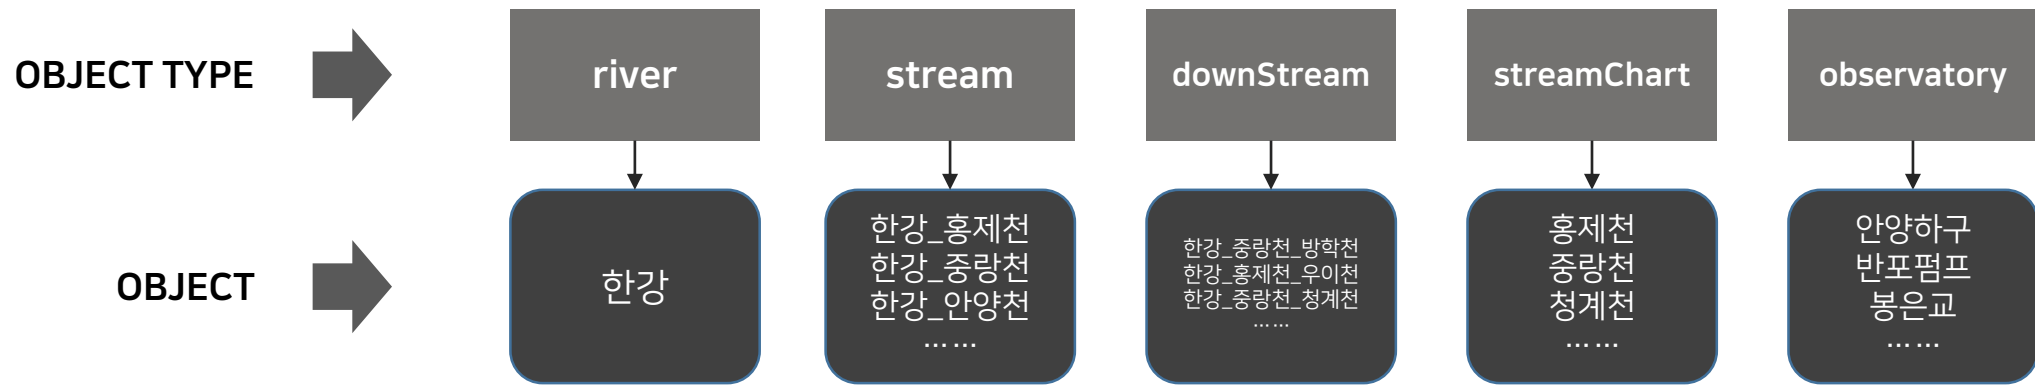 OBJECT TYPE
river
stream
downStream
streamChart
observatory
OBJECT
한강
한강_홍제천
한강_중랑천
한강_안양천
... ...
한강_중랑천_방학천
한강_홍제천_우이천
한강_중랑천_청계천
... ...
홍제천
중랑천
청계천
... ...
안양하구
반포펌프
봉은교
... ...